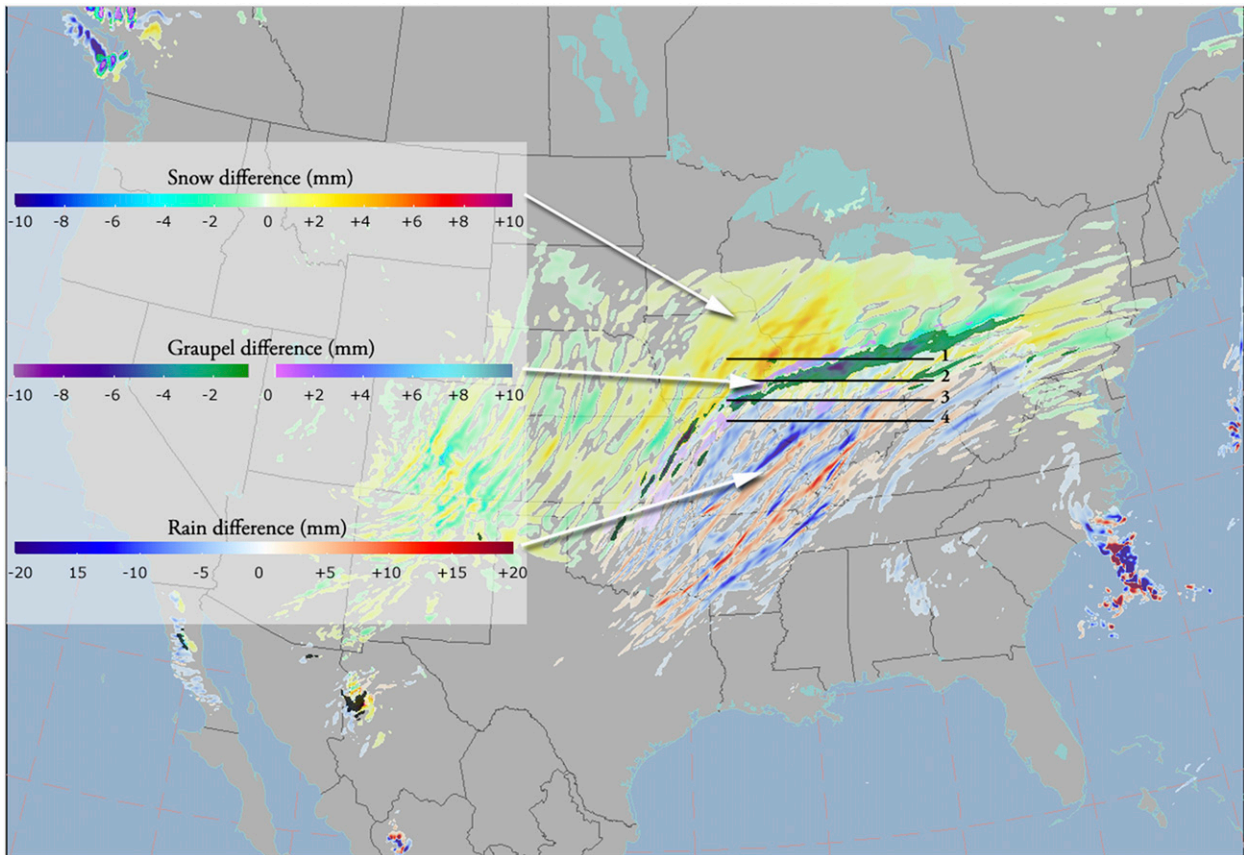 Snow difference (mm)
-10 -8 -6 -4 -2 0 +2 +4 +6 +8 +10
Graupel difference (mm)
-10 -8 -6 -4 -2 0 +2 +4 +6 +8 +10
1
2
3
4
Rain difference (mm)
-20 15 -10 -5 0 +5 +10 +15 +20